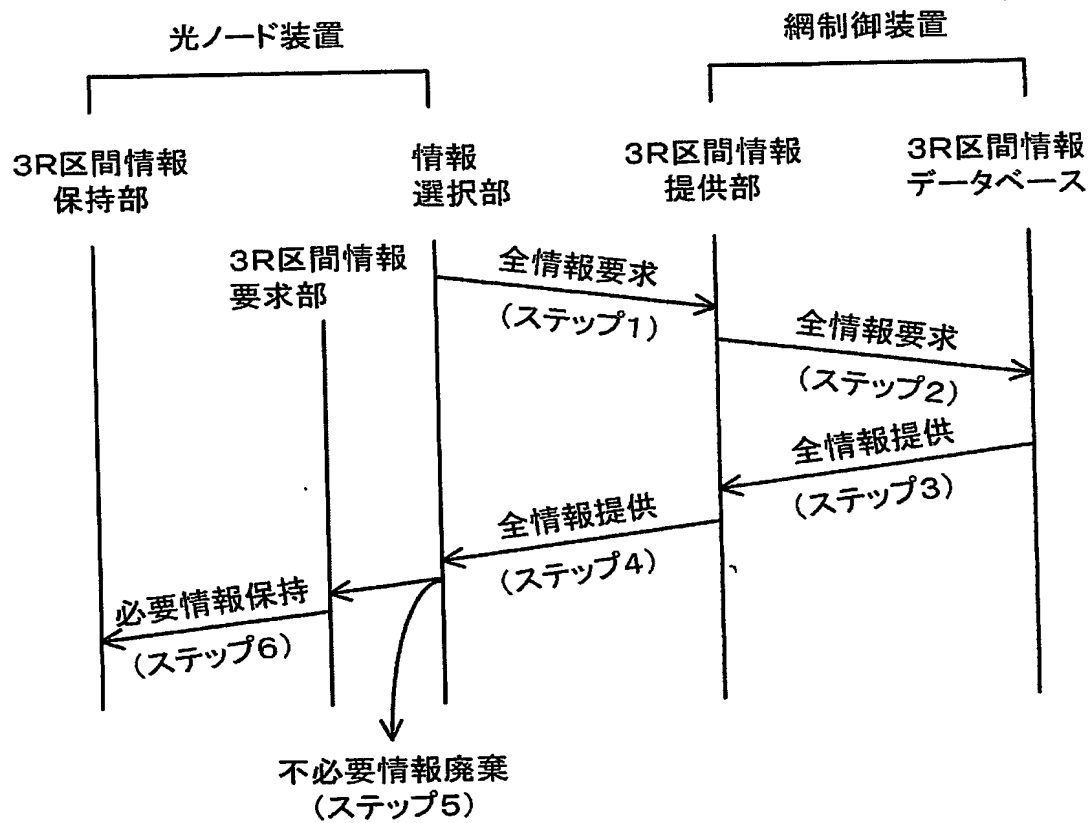 光ノード装置
網制御装置
3R区間情報
保持部
情報
選択部
3R区間情報
提供部
3R区間情報
データベース
3R区間情報
要求部
全情報要求
(ステップ1)
全情報要求
(ステップ2)
全情報提供
(ステップ3)
全情報提供
(ステップ4)
必要情報保持
(ステップ6)
不必要情報廃棄
(ステップ5)